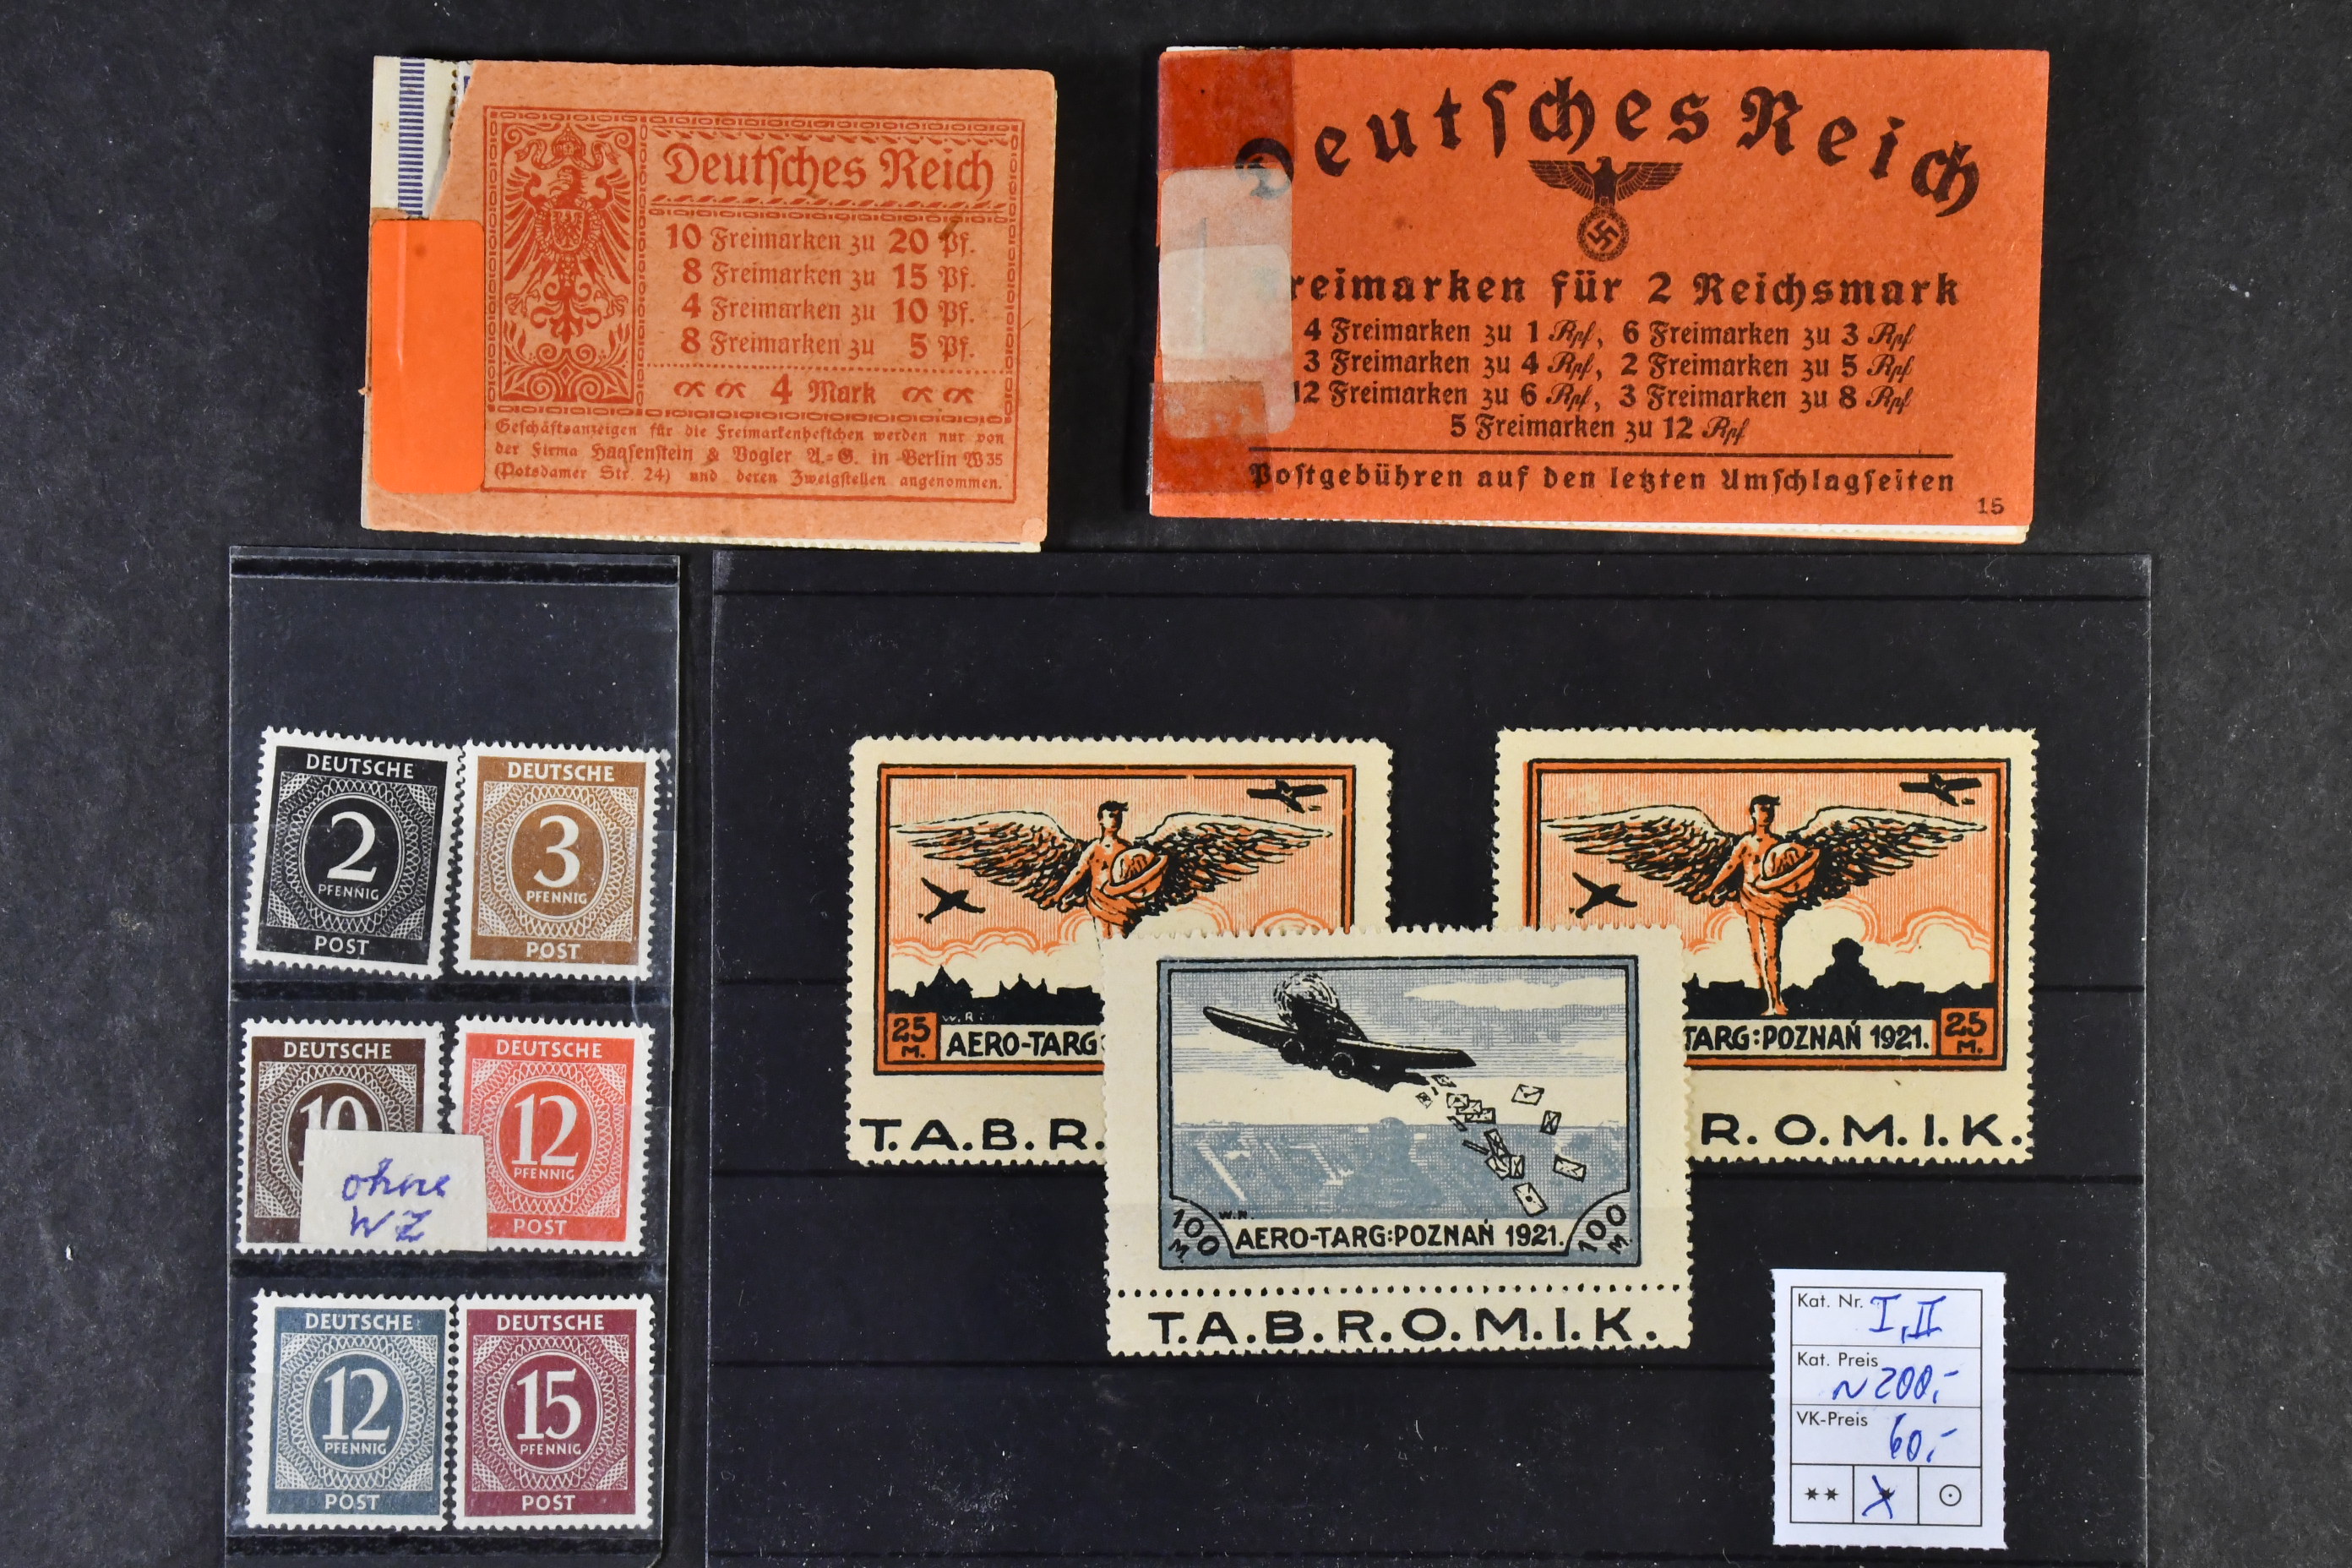 Deutsches Reich
10 Freimarken zu 20 Pf.
8 Freimarken zu 15 Pf.
4 Freimarken zu 10 Pf.
8 Freimarken zu 5 Pf.
4 Mark
Geschäftsanzeigen für die Freimarkenheftchen werden nur von
der Firma Haasenstein & Vogler A.=G. in Berlin W35
(Potsdamer Str. 24) und deren Zweigstellen angenommen.
Deutsches Reich
Freimarken für 2 Reichsmark
4 Freimarken zu 1 Rpf, 6 Freimarken zu 3 Rpf
3 Freimarken zu 4 Rpf, 2 Freimarken zu 5 Rpf
12 Freimarken zu 6 Rpf, 3 Freimarken zu 8 Rpf
5 Freimarken zu 12 Rpf
Postgebühren auf den letzten Umschlagseiten
15
DEUTSCHE
2
PFENNIG
POST
DEUTSCHE
3
PFENNIG
POST
DEUTSCHE
10
DEUTSCHE
12
PFENNIG
POST
ohne
WZ
DEUTSCHE
12
PFENNIG
POST
DEUTSCHE
15
PFENNIG
POST
25 M.
W.R.
AERO-TARG:
T.A.B.R.
TARG:POZNAŃ 1921.
25 M.
R.O.M.I.K.
W.R.
100 M
AERO-TARG:POZNAŃ 1921.
100 M.
T.A.B.R.O.M.I.K.
Kat. Nr. I, II
Kat. Preis
~200,-
VK-Preis
60,-